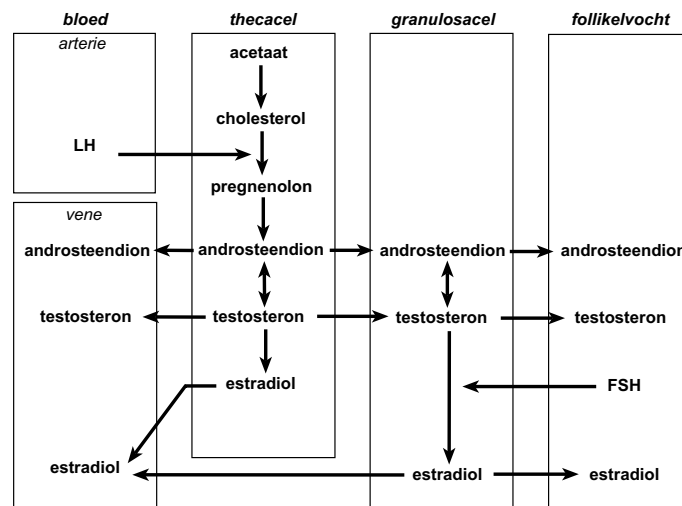 bloed thecacel granulosacel follikelvocht
arterie
acetaat
cholesterol
LH
pregnenolon
vene
androsteendion androsteendion androsteendion androsteendion
testosteron testosteron testosteron testosteron
estradiol FSH
estradiol estradiol estradiol